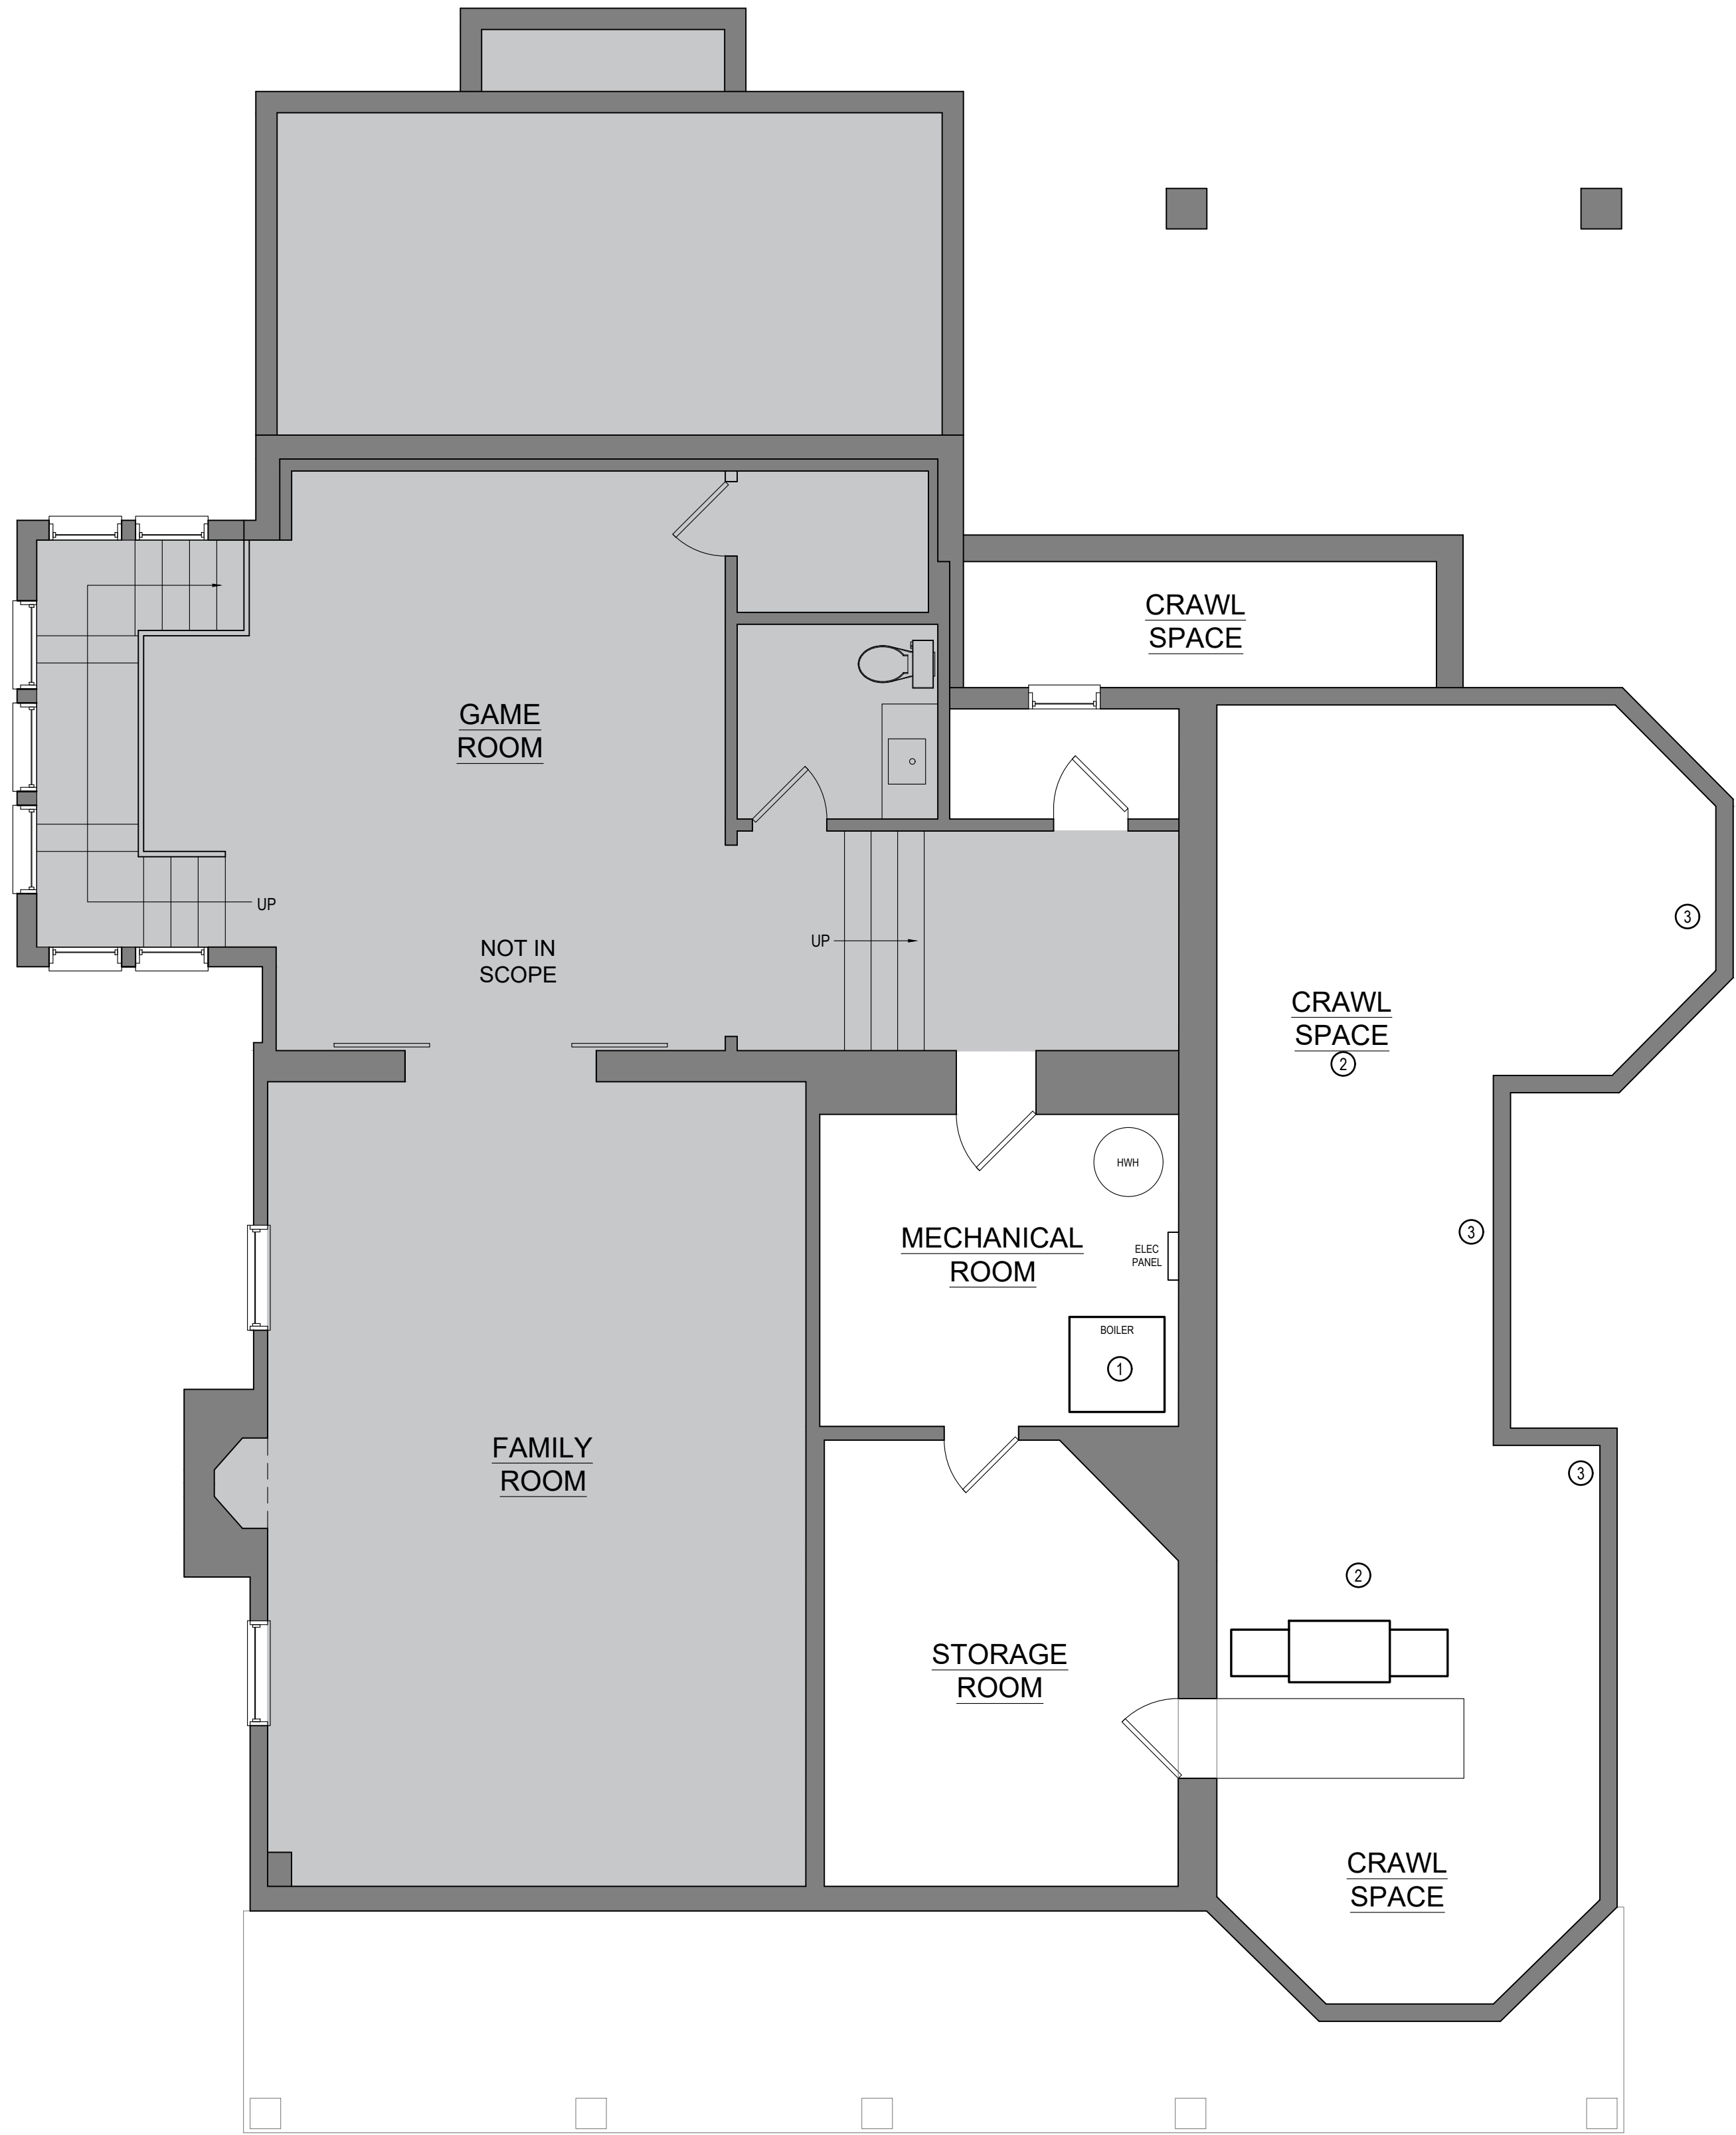 CRAWL
SPACE
GAME
ROOM
UP
3
NOT IN
SCOPE
UP
CRAWL
SPACE
2
HWH
3
MECHANICAL
ROOM
ELEC
PANEL
BOILER
1
FAMILY
ROOM
3
2
STORAGE
ROOM
CRAWL
SPACE